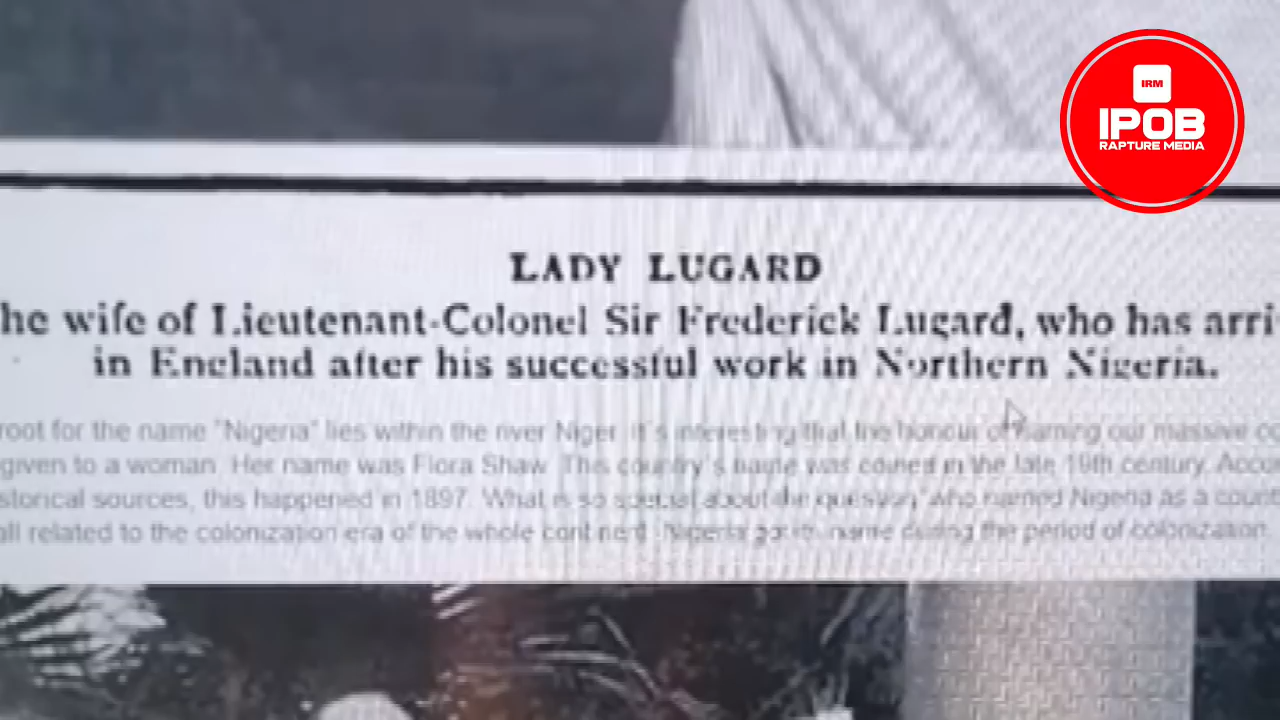 IRM
IPOB
RAPTURE MEDIA
LADY LUGARD
he wife of Lieutenant-Colonel Sir Frederick Lugard, who has arri
in England after his successful work in Northern Nigeria.
root for the name "Nigeria" lies within the river Niger. It's interesting that the honour of naming our massive co
given to a woman. Her name was Flora Shaw. This country's name was coined in the late 19th century. Accor
storical sources, this happened in 1897. What is so special about the question "who named Nigeria as a count
all related to the colonization era of the whole continent. Nigeria got its name during the period of colonization.